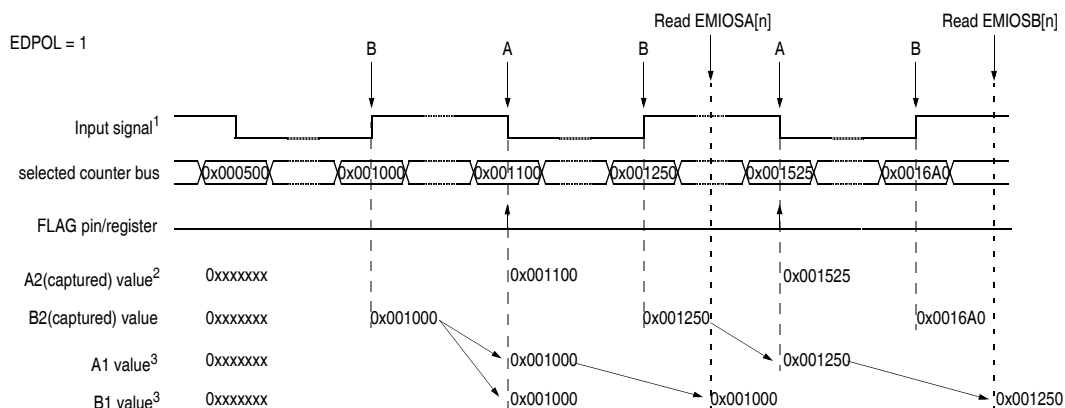 Read EMIOSA[n] Read EMIOSB[n]
EDPOL = 1
B A B A B
Input signal1
selected counter bus 0x000500 0x001000 0x001100 0x001250 0x001525 0x0016A0
FLAG pin/register
A2(captured) value2 0xxxxxxx 0x001100 0x001525
B2(captured) value 0xxxxxxx 0x001000 0x001250 0x0016A0
A1 value3 0xxxxxxx 0x001000 0x001250
B1 value3 0xxxxxxx 0x001000 0x001000 0x001250